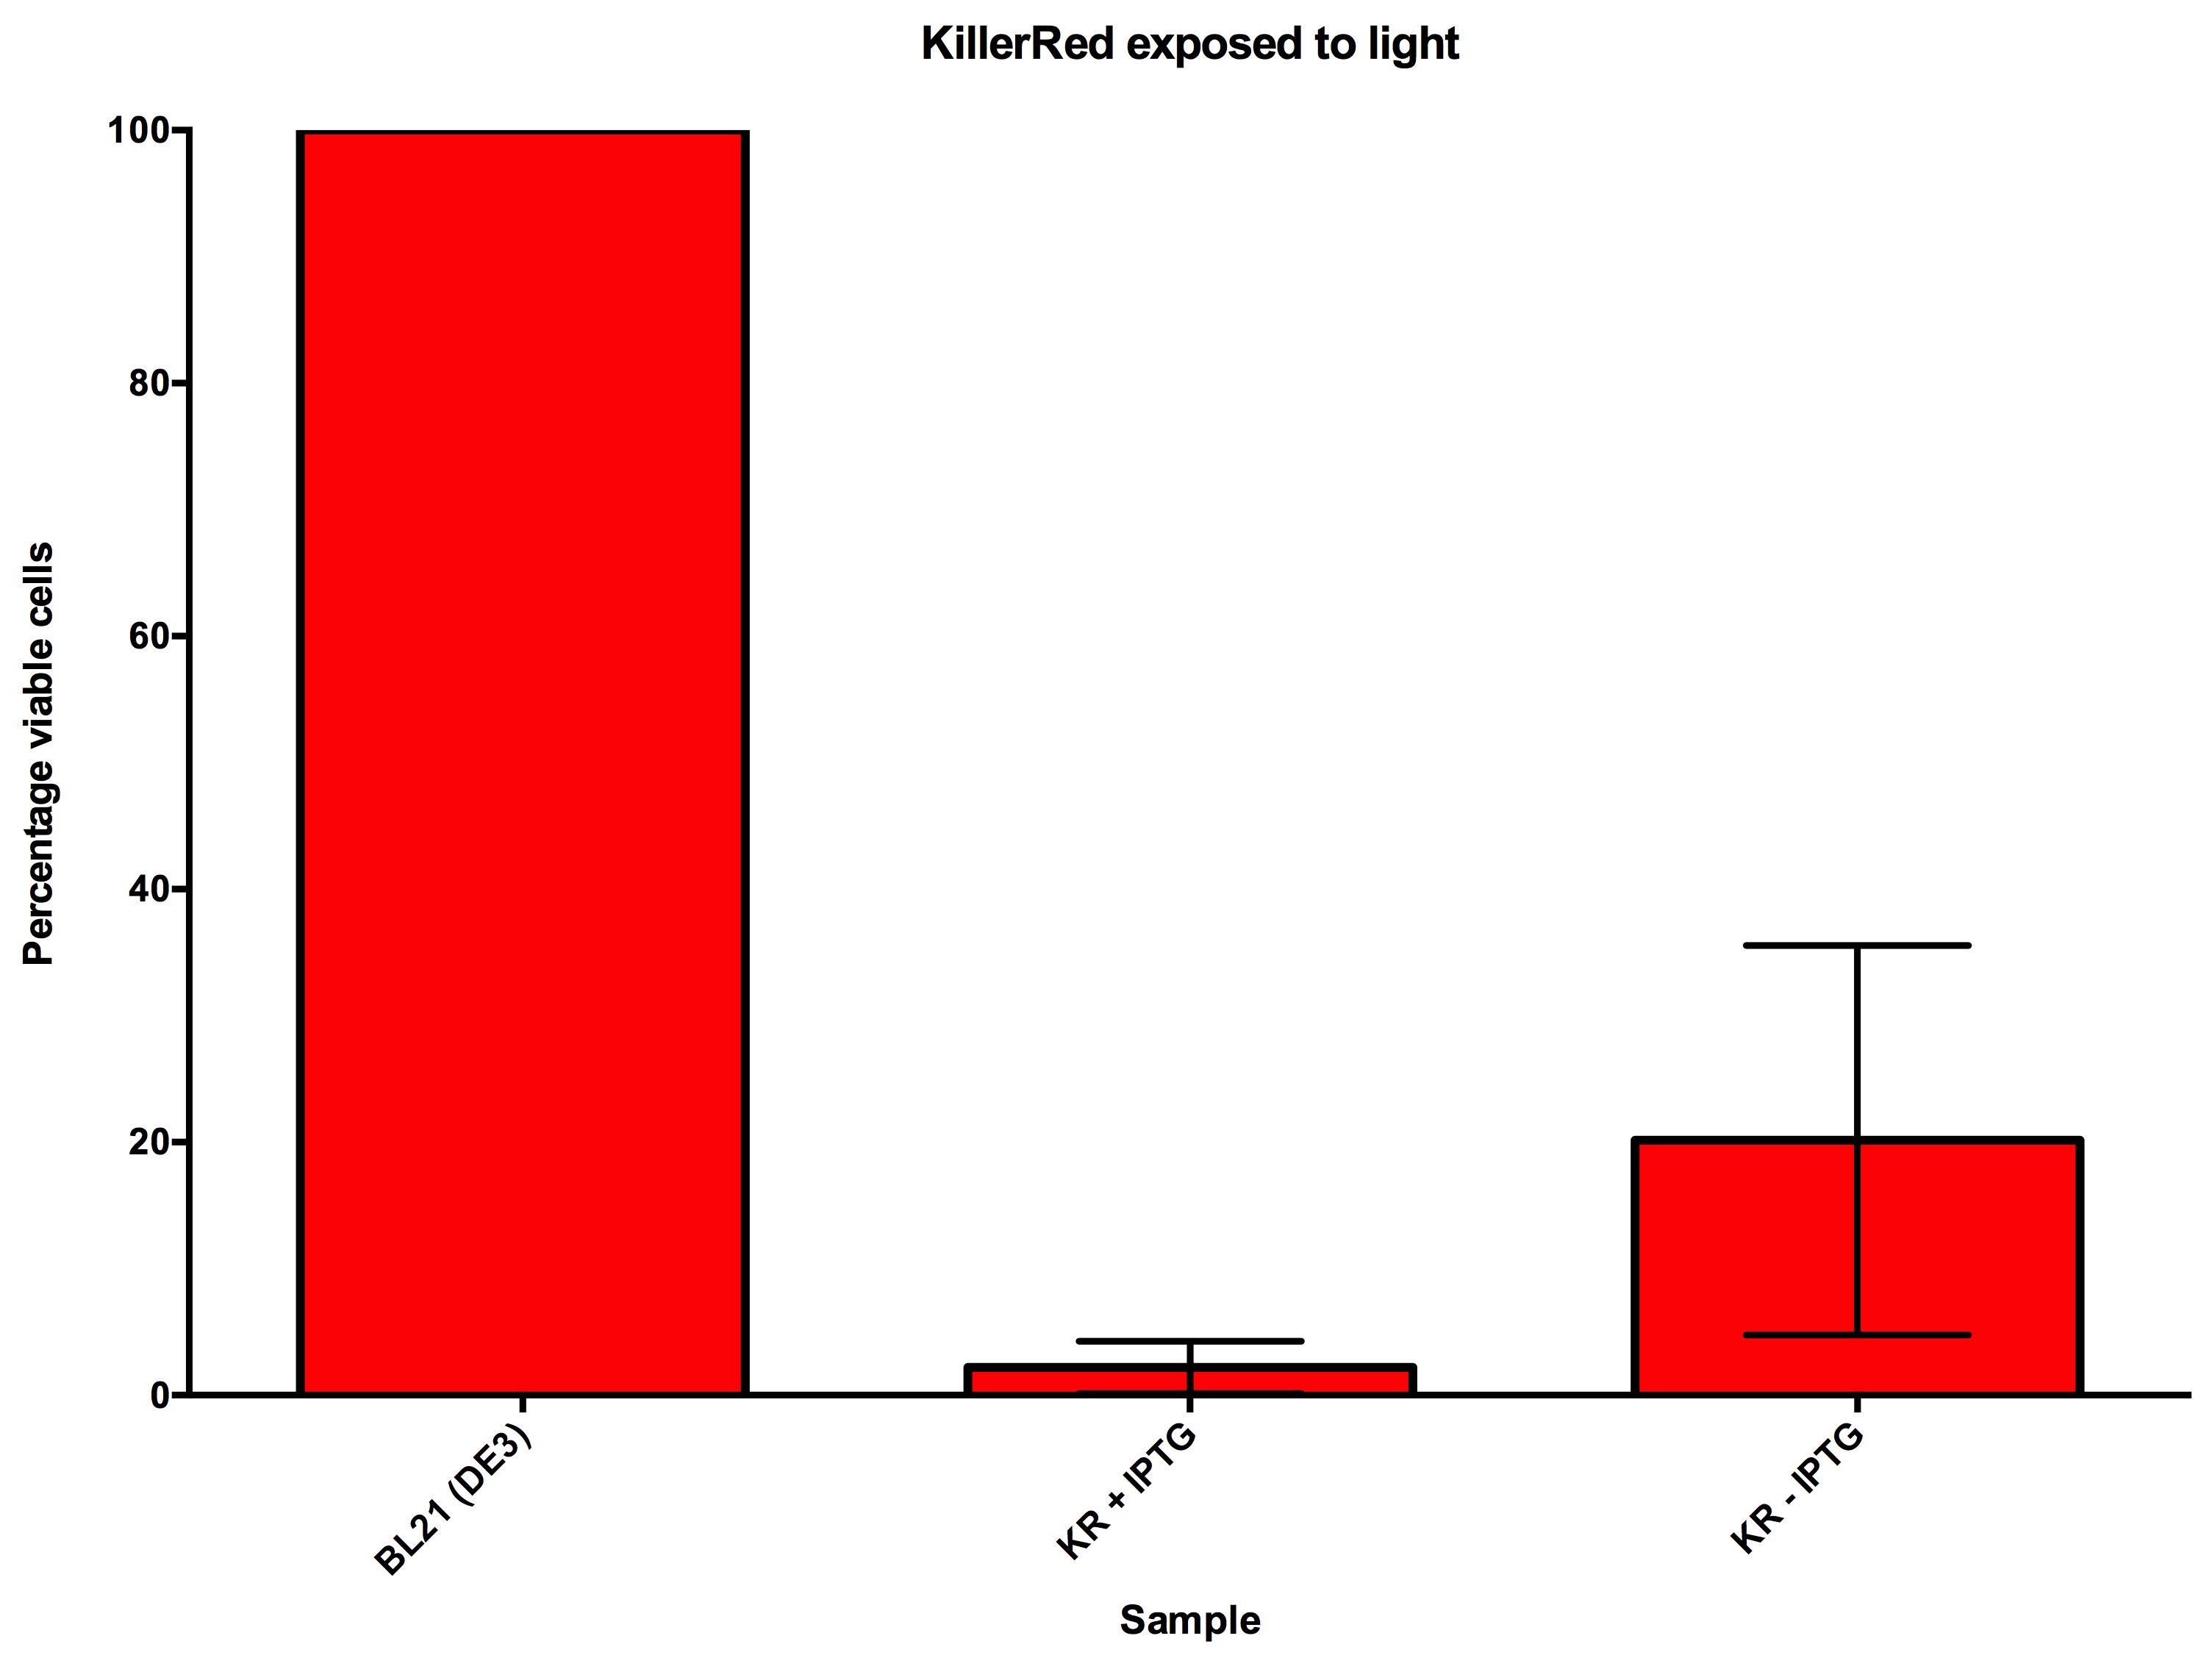 KillerRed exposed to light
Percentage viable cells
100
80
60
40
20
0
BL21 (DE3)
KR + IPTG
KR - IPTG
Sample